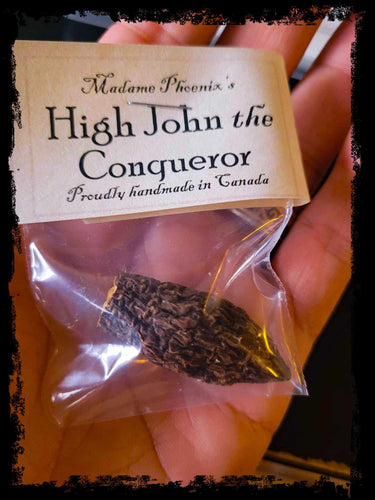 Madame Phoenix's
High John the
Conqueror
Proudly handmade in Canada